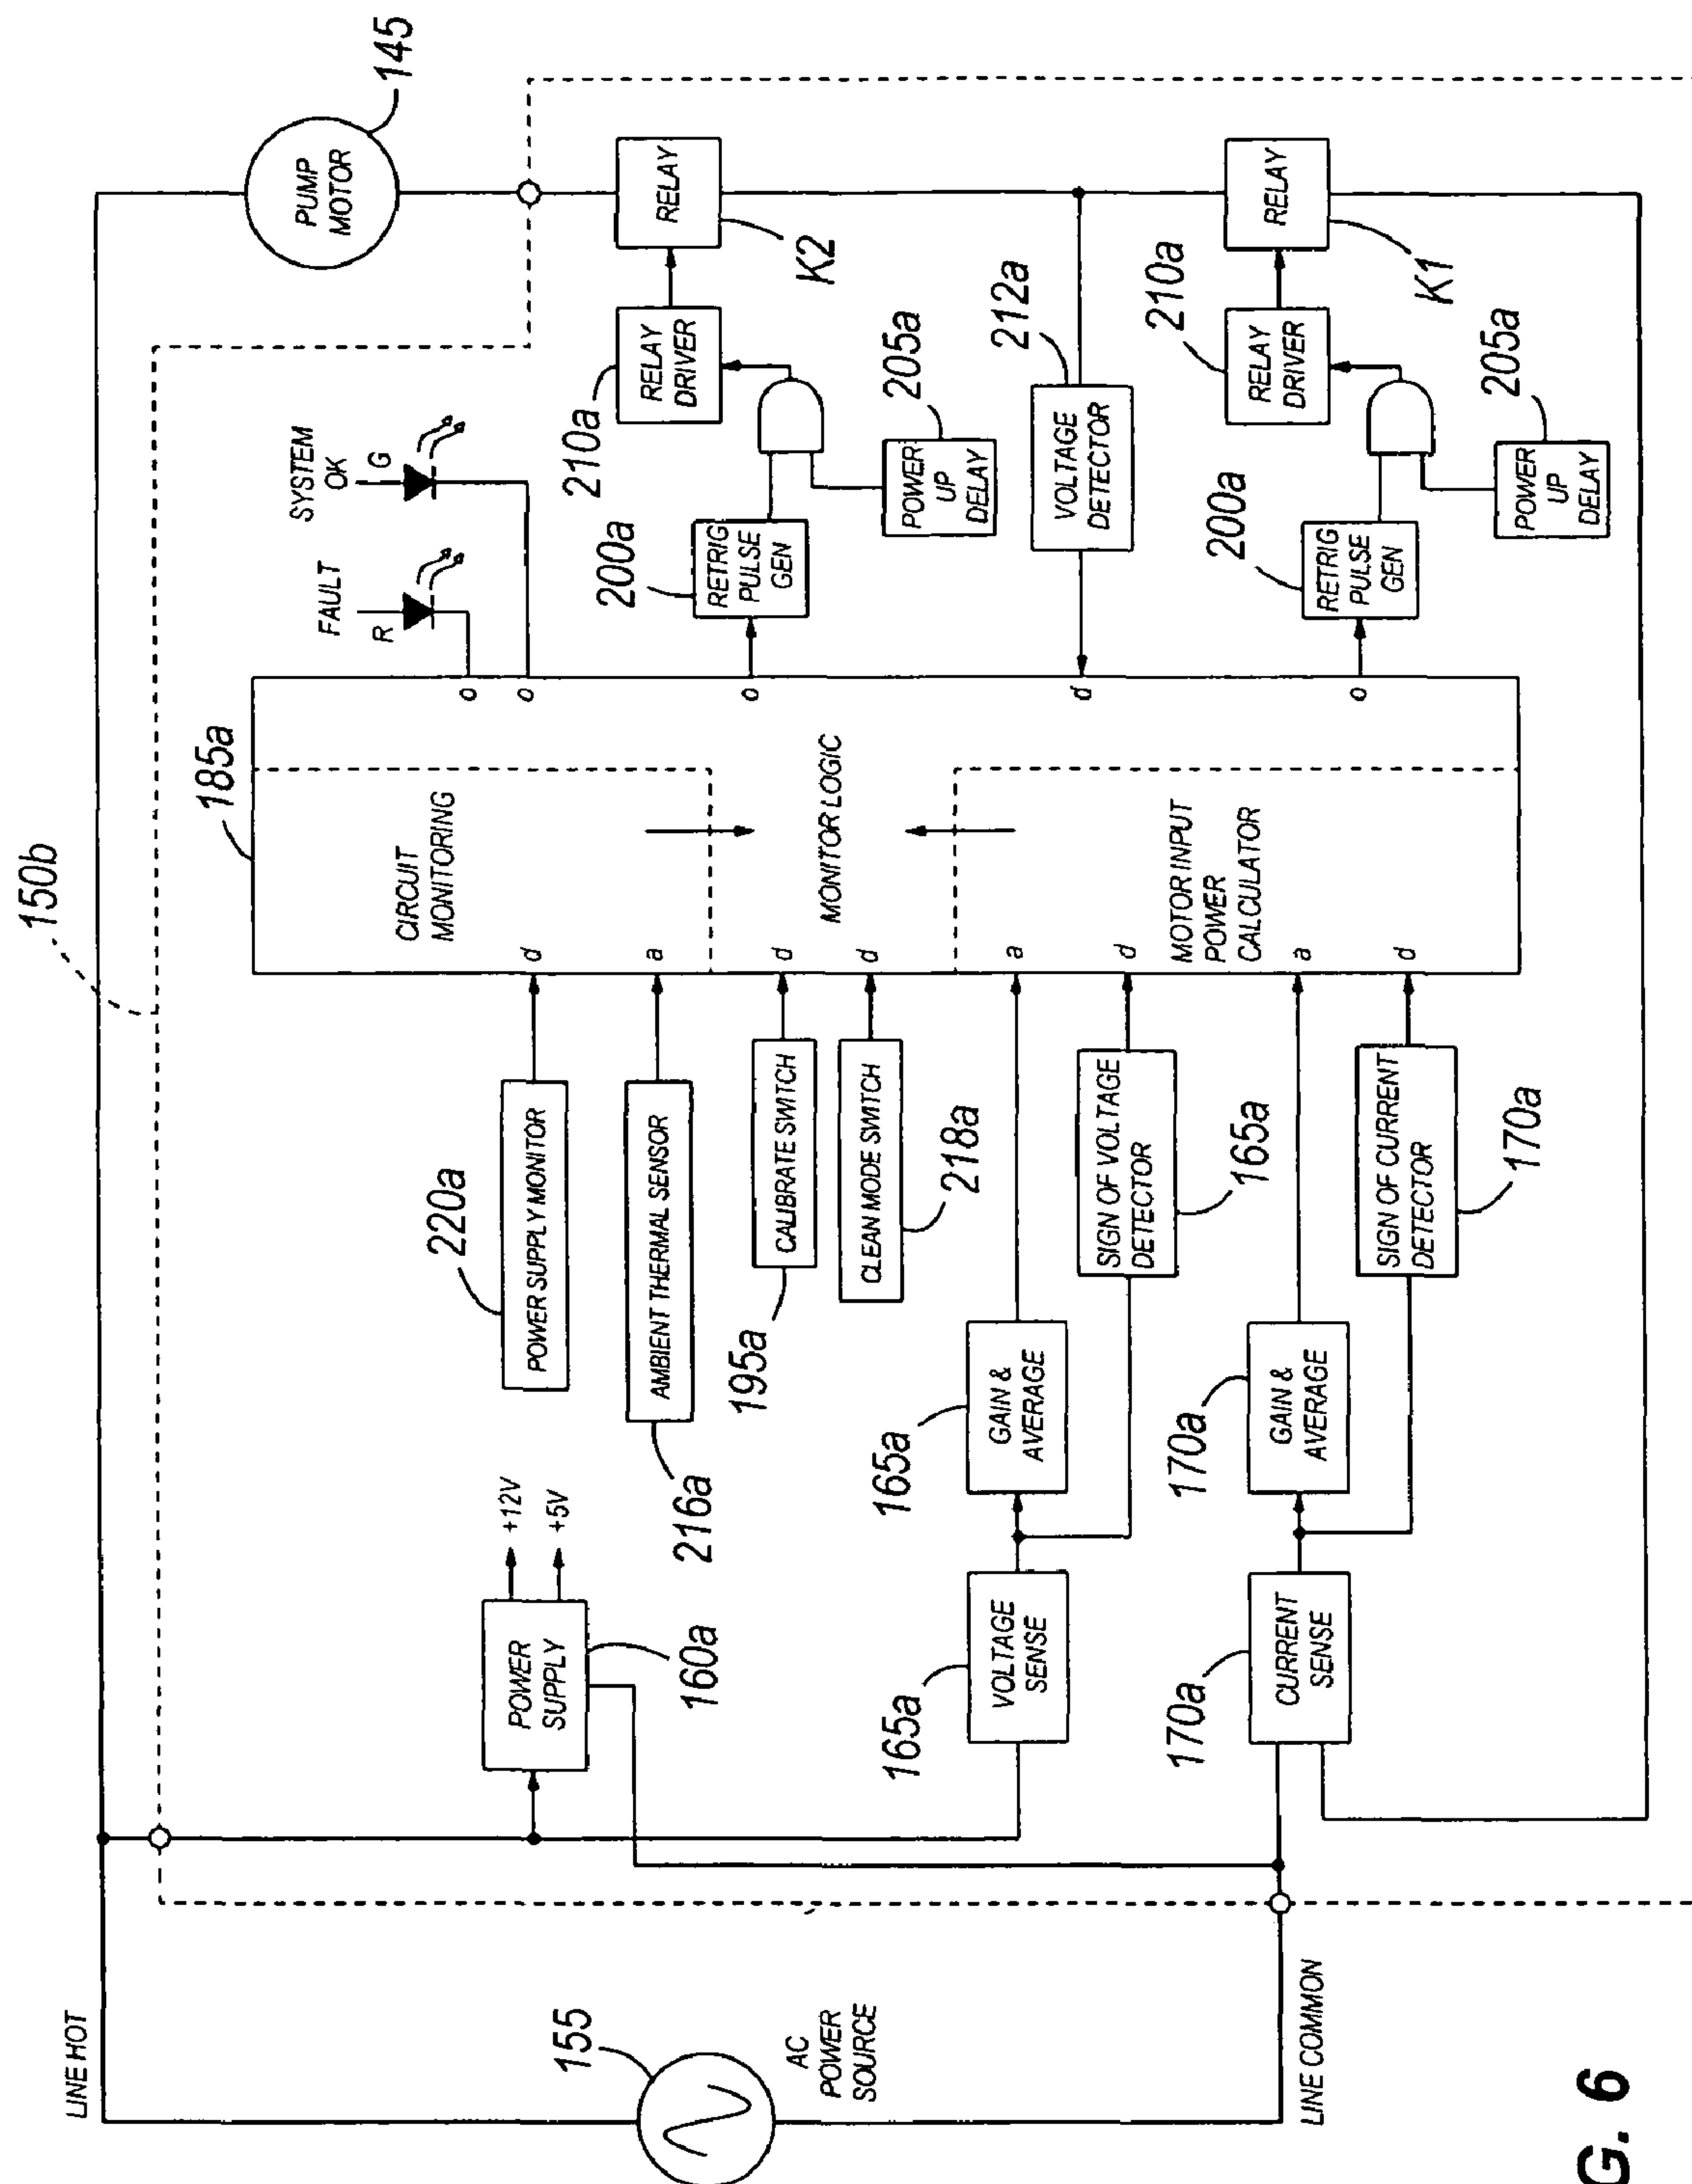 150b
LINE HOT
155
AC
POWER
SOURCE
LINE COMMON
POWER
SUPPLY
+12V
+5V
160a
220a
POWER SUPPLY MONITOR
AMBIENT THERMAL SENSOR
216a
CALIBRATE SWITCH
195a
CLEAN MODE SWITCH
218a
165a
VOLTAGE
SENSE
165a
GAIN &
AVERAGE
SIGN OF VOLTAGE
DETECTOR
165a
170a
CURRENT
SENSE
170a
GAIN &
AVERAGE
SIGN OF CURRENT
DETECTOR
170a
185a
CIRCUIT
MONITORING
d
a
MONITOR LOGIC
d
d
MOTOR INPUT
POWER
CALCULATOR
a
d
a
d
o
o
o
d
o
FAULT
R
SYSTEM
OK
G
200a
RETRIG
PULSE
GEN
POWER
UP
DELAY
205a
210a
RELAY
DRIVER
RELAY
K2
PUMP
MOTOR
145
VOLTAGE
DETECTOR
212a
200a
RETRIG
PULSE
GEN
POWER
UP
DELAY
205a
210a
RELAY
DRIVER
RELAY
K1
G. 6